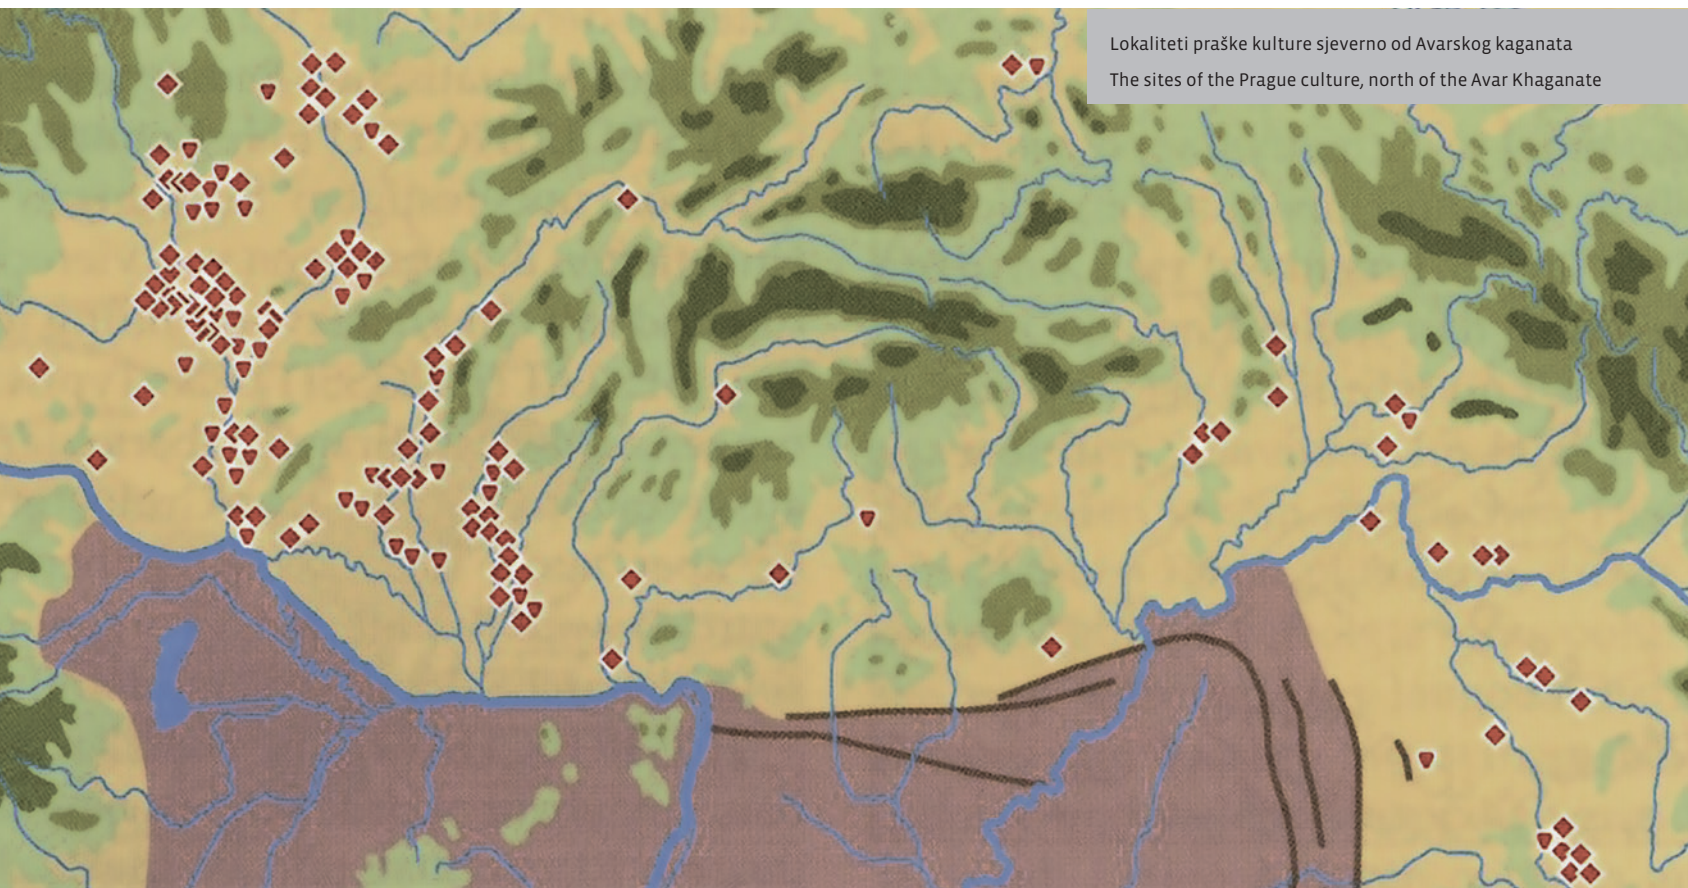 Lokaliteti praške kulture sjeverno od Avarskog kaganata
The sites of the Prague culture, north of the Avar Khaganate